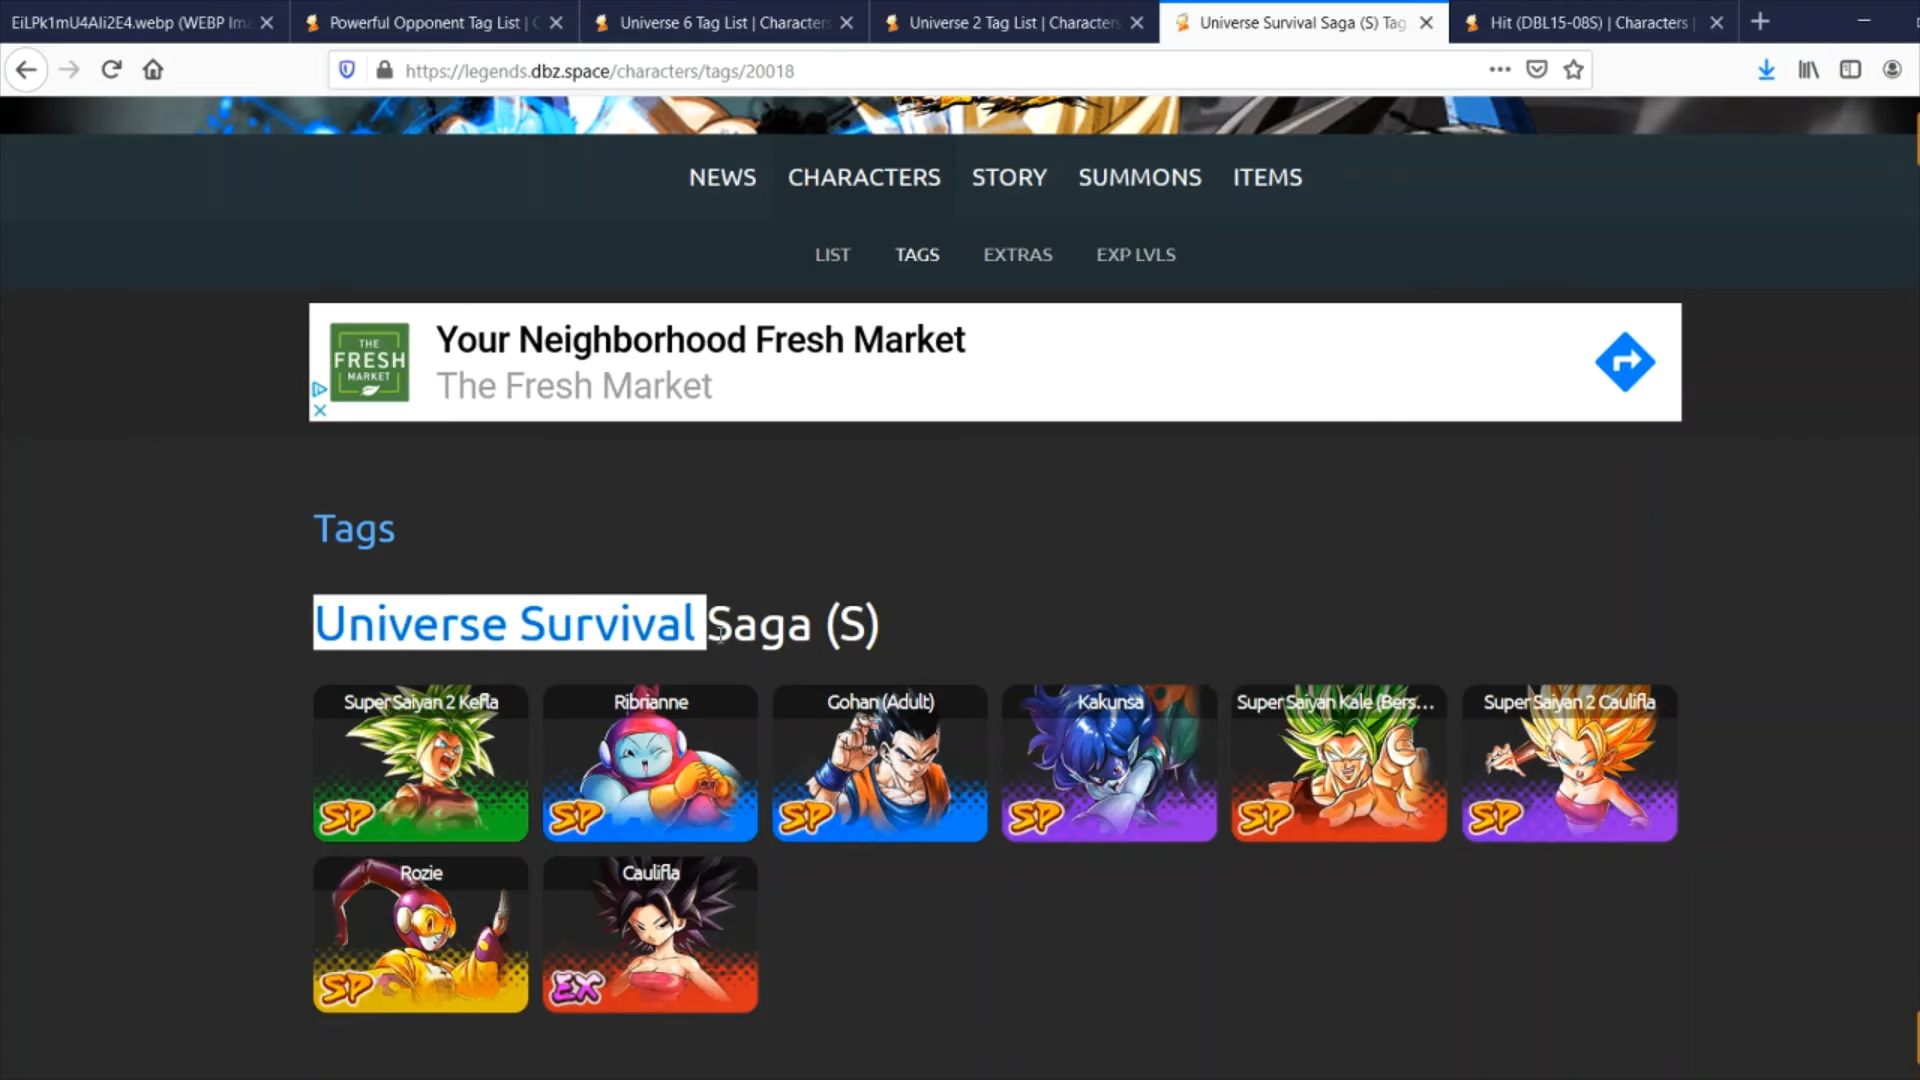 EiLPk1mU4Ali2E4.webp (WEBP Im
Powerful Opponent Tag List | C
Universe 6 Tag List | Characters
Universe 2 Tag List | Characters
Universe Survival Saga (S) Tag
Hit (DBL15-08S) | Characters |
https://legends.dbz.space/characters/tags/20018
NEWS CHARACTERS STORY SUMMONS ITEMS
LIST TAGS EXTRAS EXP LVLS
THE
FRESH
MARKET
Your Neighborhood Fresh Market
The Fresh Market
Tags
Universe Survival Saga (S)
Super Saiyan 2 Kefla
SP
Ribrianne
SP
Gohan (Adult)
SP
Kakunsa
SP
Super Saiyan Kale (Bers...
SP
Super Saiyan 2 Caulifla
SP
Rozie
SP
Caulifla
EX